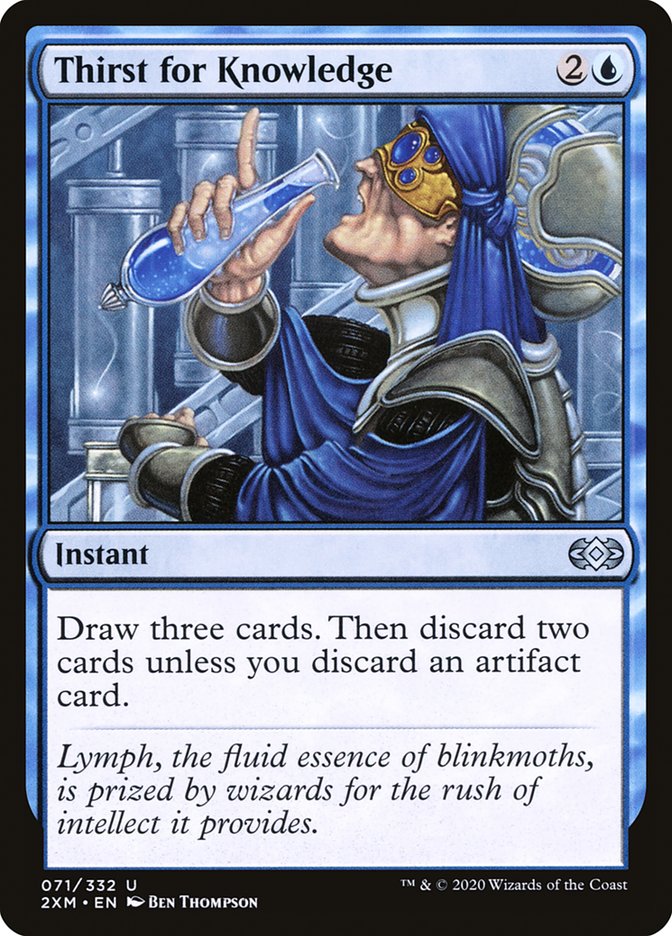 Thirst for Knowledge 2
Instant
Draw three cards. Then discard two
cards unless you discard an artifact
card.
Lymph, the fluid essence of blinkmoths,
is prized by wizards for the rush of
intellect it provides.
071/332 U
2XM • EN Ben Thompson
™ & © 2020 Wizards of the Coast